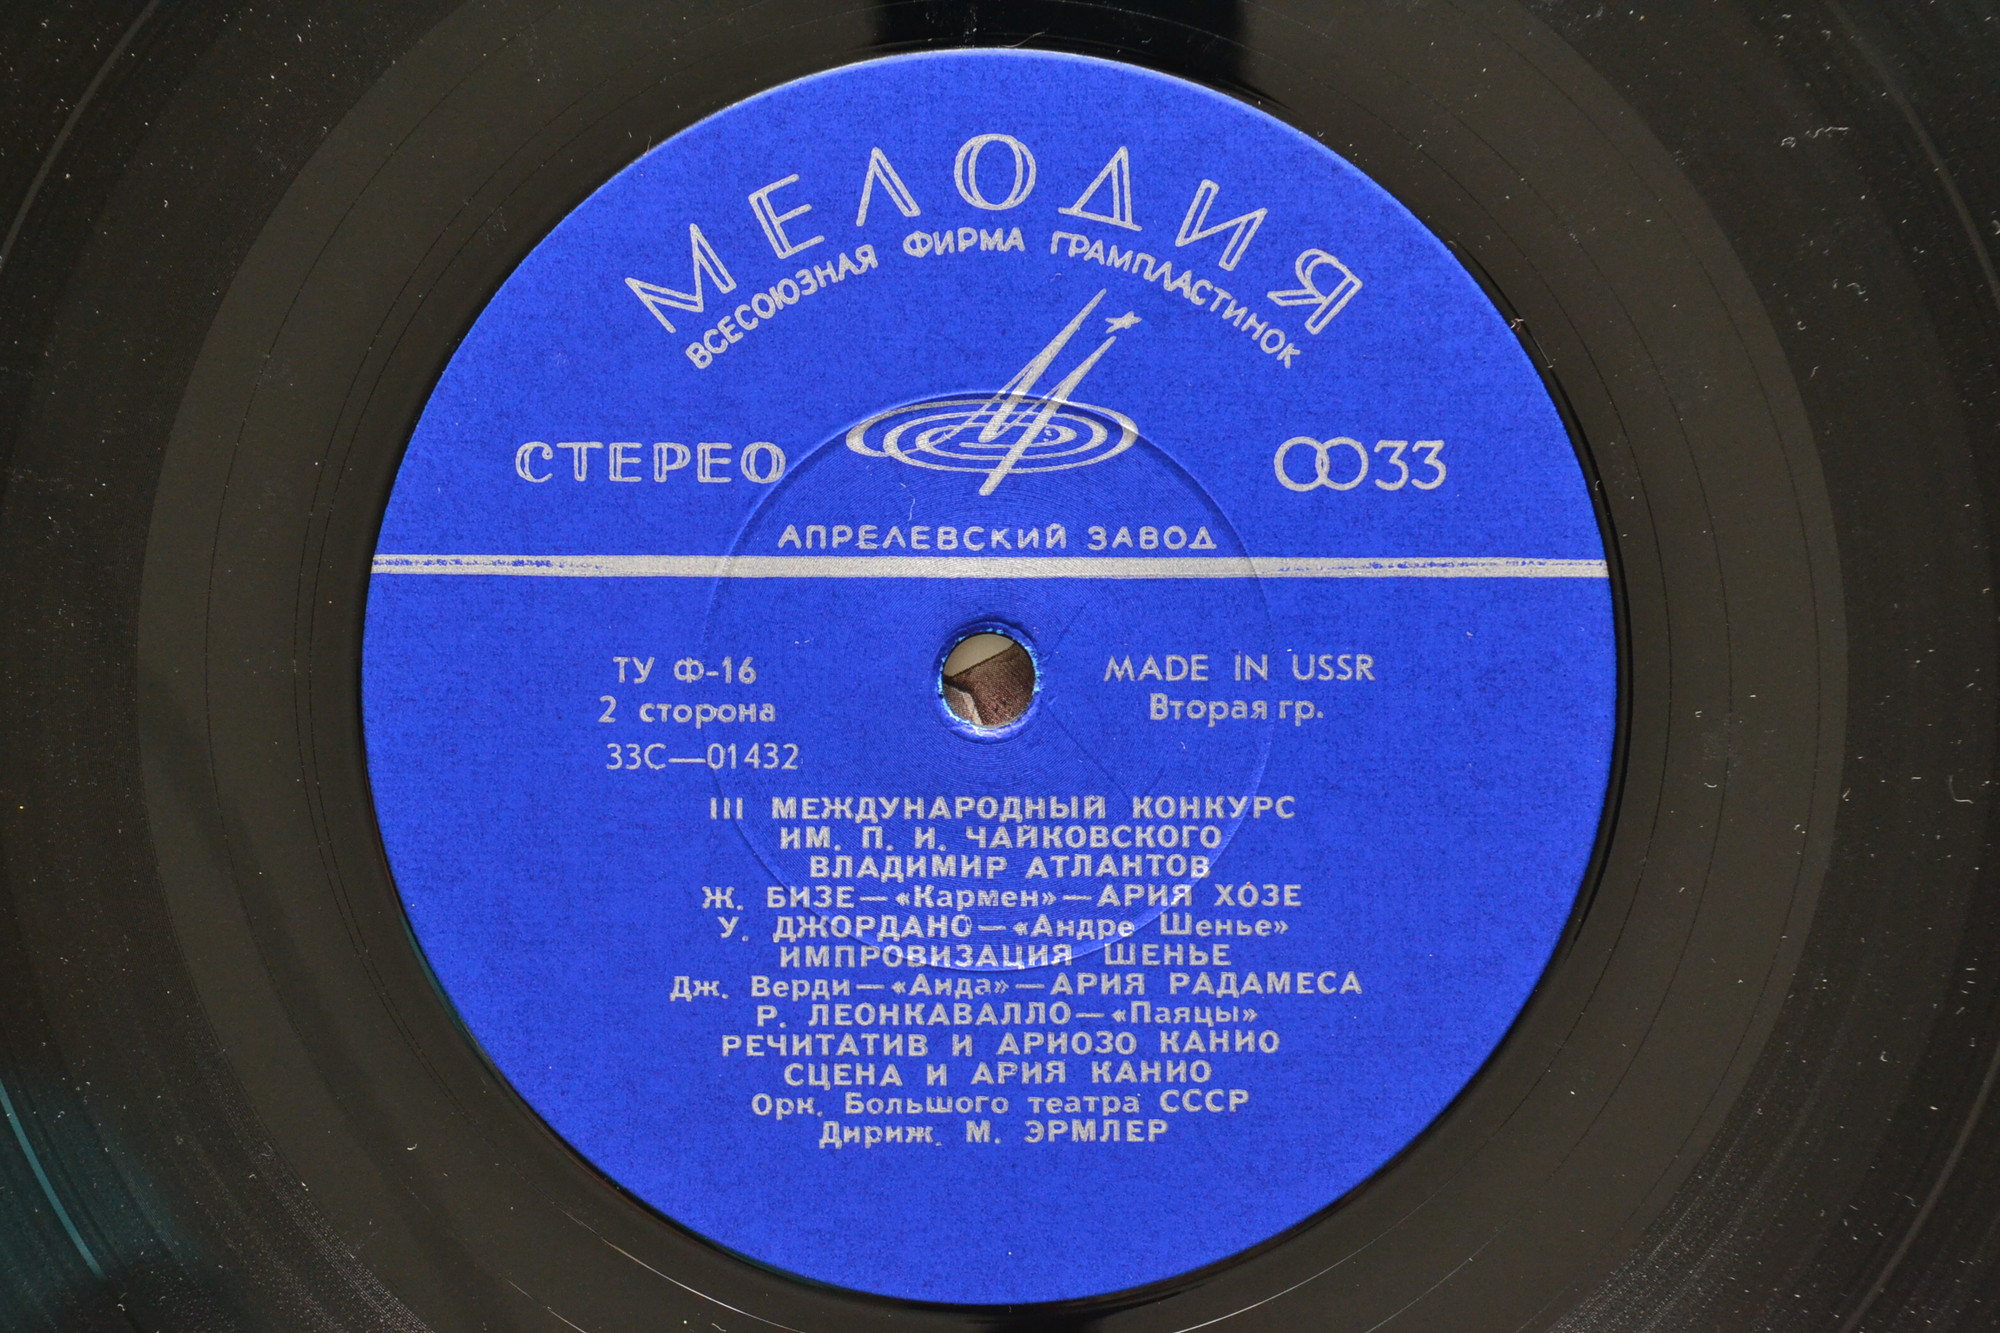 МЕЛОДИЯ
ВСЕСОЮЗНАЯ ФИРМА ГРАМПЛАСТИНОК
СТЕРЕО
33
АПРЕЛЕВСКИЙ ЗАВОД
ТУ Ф-16
MADE IN USSR
2 сторона
Вторая гр.
33С—01432
III МЕЖДУНАРОДНЫЙ КОНКУРС
ИМ. П. И. ЧАЙКОВСКОГО
ВЛАДИМИР АТЛАНТОВ
Ж. БИЗЕ—«Кармен»—АРИЯ ХОЗЕ
У. ДЖОРДАНО—«Андре Шенье»
ИМПРОВИЗАЦИЯ ШЕНЬЕ
Дж. Верди—«Аида»—АРИЯ РАДАМЕСА
Р. ЛЕОНКАВАЛЛО—«Паяцы»
РЕЧИТАТИВ И АРИОЗО КАНИО
СЦЕНА И АРИЯ КАНИО
Орк. Большого театра СССР
Дириж. М. ЭРМЛЕР